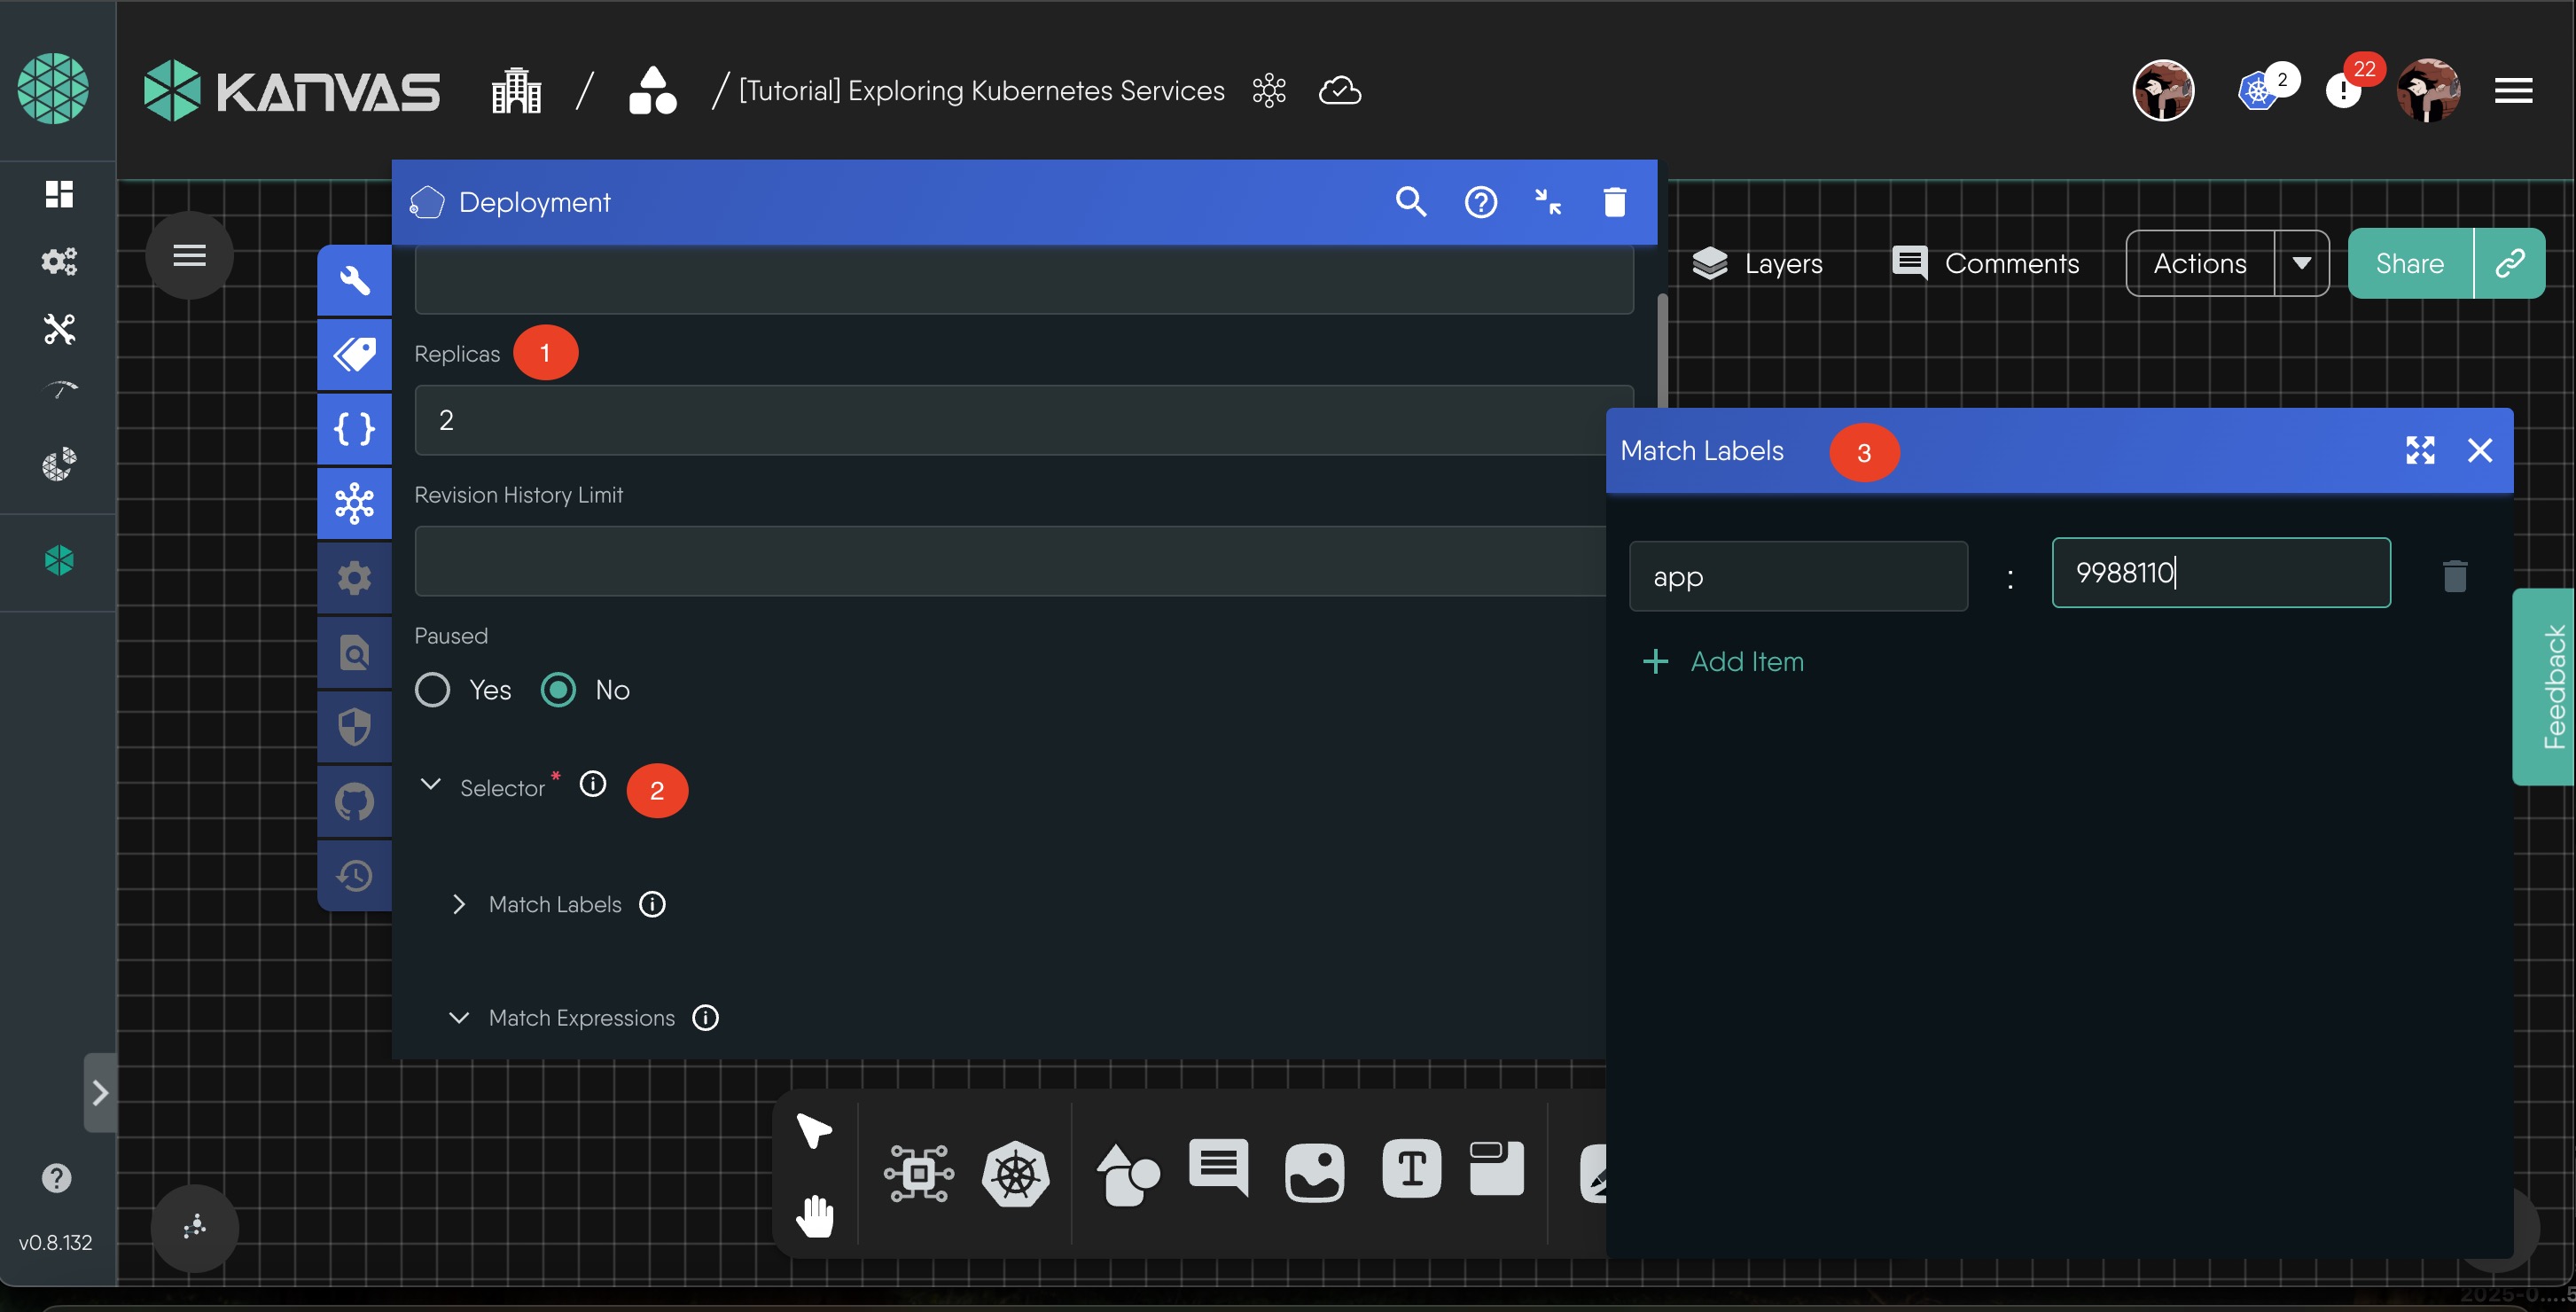 KANVAS
/ / [Tutorial] Exploring Kubernetes Services
2
!
22
Deployment
?
Layers
Comments
Actions
Share
Replicas
1
2
Match Labels
3
Revision History Limit
app
:
9988110
Add Item
Feedback
Paused
Yes
No
Selector *
i
2
Match Labels
i
Match Expressions
i
T
?
v0.8.132